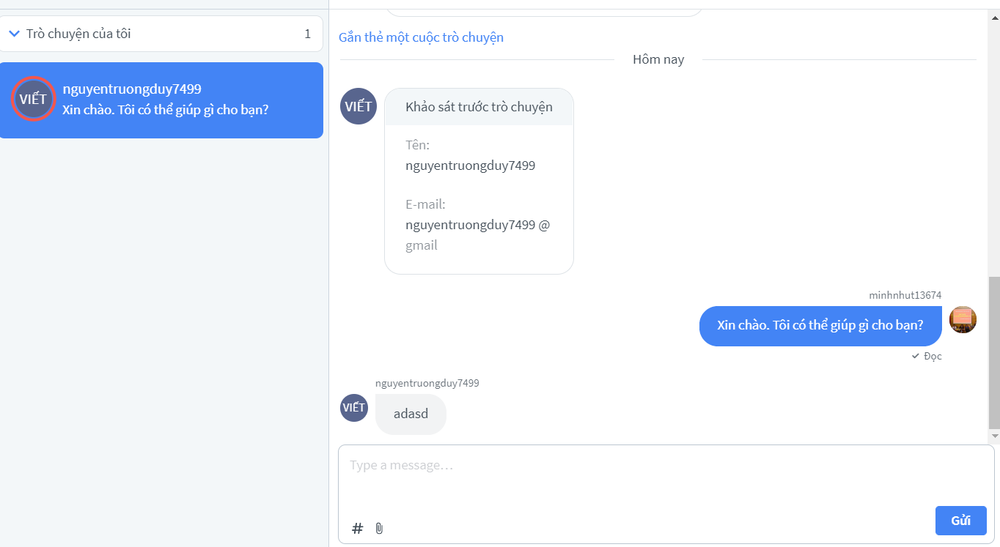 Trò chuyện của tôi
1
VIẾT
nguyentruongduy7499
Xin chào. Tôi có thể giúp gì cho bạn?
Gắn thẻ một cuộc trò chuyện
Hôm nay
VIẾT
Khảo sát trước trò chuyện
Tên:
nguyentruongduy7499
E-mail:
nguyentruongduy7499 @
gmail
minhnhut13674
Xin chào. Tôi có thể giúp gì cho bạn?
Đọc
nguyentruongduy7499
VIẾT
adasd
Type a message...
#
Gửi